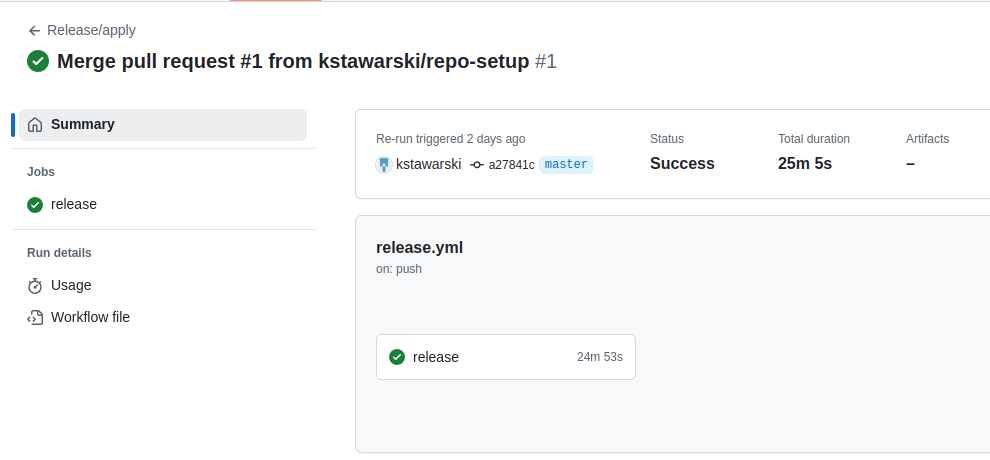 Release/apply
Merge pull request #1 from kstawarski/repo-setup #1
Summary
Jobs
release
Run details
Usage
Workflow file
Re-run triggered 2 days ago
kstawarski a27841c master
Status
Success
Total duration
25m 5s
Artifacts
–
release.yml
on: push
release 24m 53s